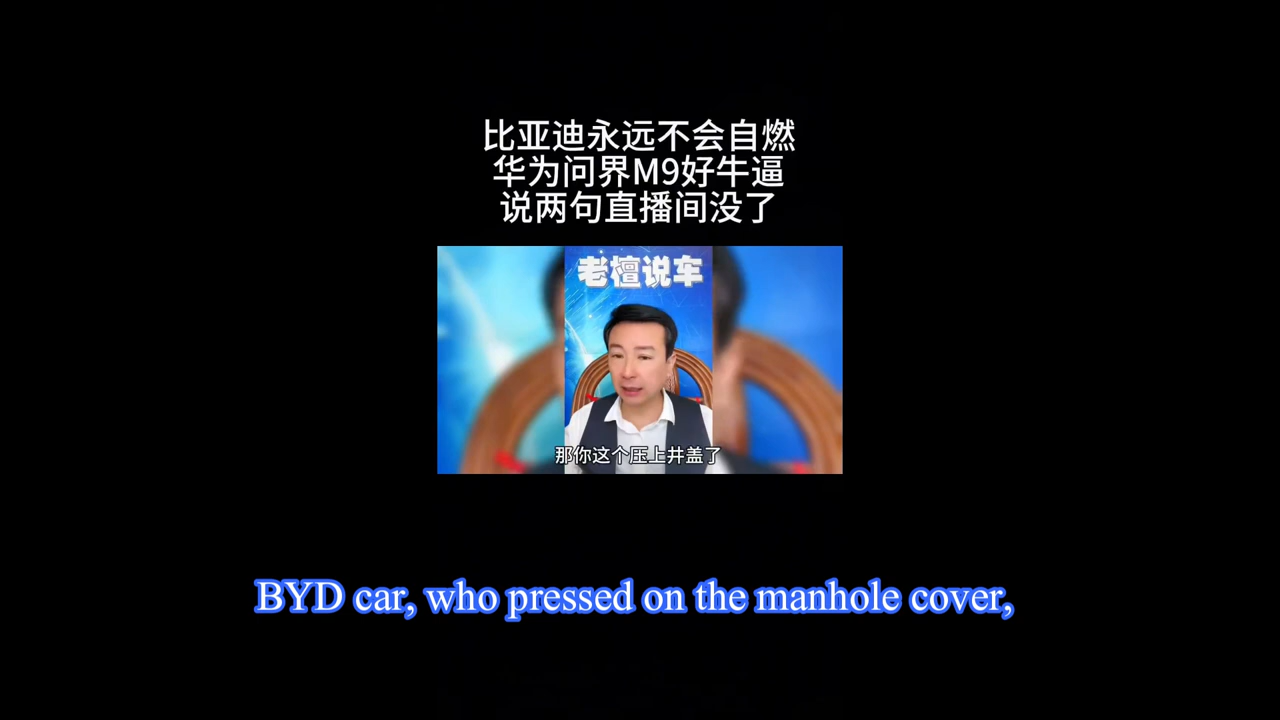 比亚迪永远不会自燃
华为问界M9好牛逼
说两句直播间没了
老檀说车
那你这个压上井盖了
BYD car, who pressed on the manhole cover,